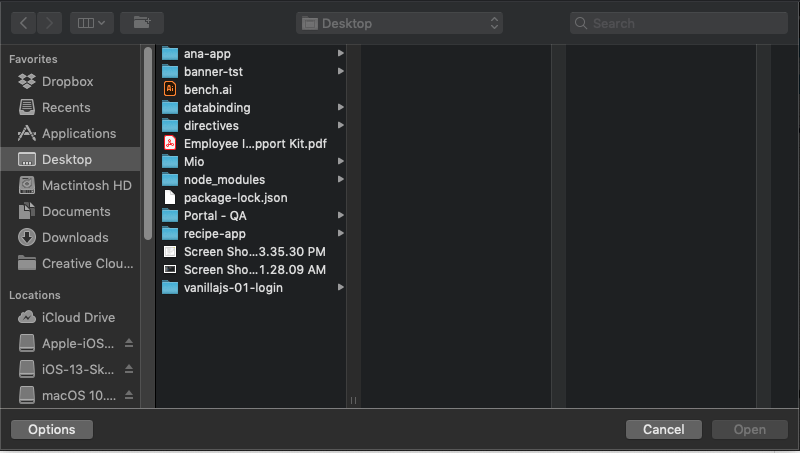 Desktop
Search
Favorites
Dropbox
Recents
Applications
Desktop
Mactintosh HD
Documents
Downloads
Creative Clou...
Locations
iCloud Drive
Apple-iOS...
iOS-13-Sk...
macOS 10....
ana-app
banner-tst
Ai bench.ai
databinding
directives
Employee I...pport Kit.pdf
Mio
node_modules
package-lock.json
Portal - QA
recipe-app
Screen Sho...3.35.30 PM
Screen Sho...1.28.09 AM
vanillajs-01-login
Options
Cancel
Open